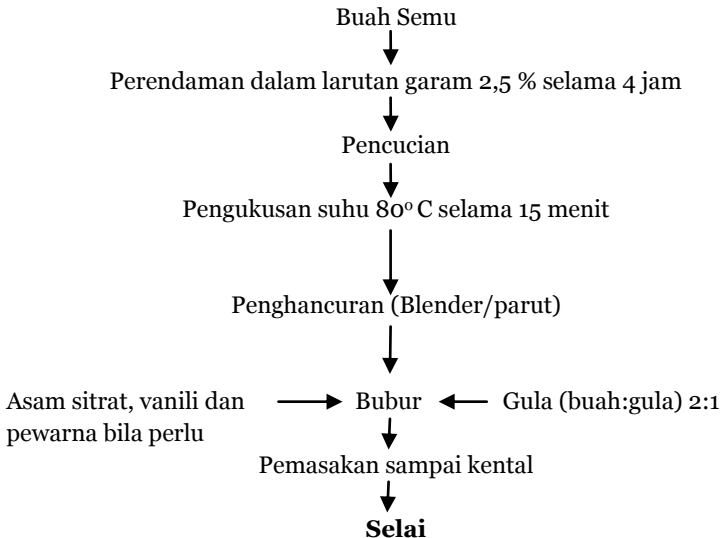 Buah Semu
Perendaman dalam larutan garam 2,5 % selama 4 jam
Pencucian
Pengukusan suhu 80º C selama 15 menit
Penghancuran (Blender/parut)
Asam sitrat, vanili dan
pewarna bila perlu
Bubur
Gula (buah:gula) 2:1
Pemasakan sampai kental
Selai